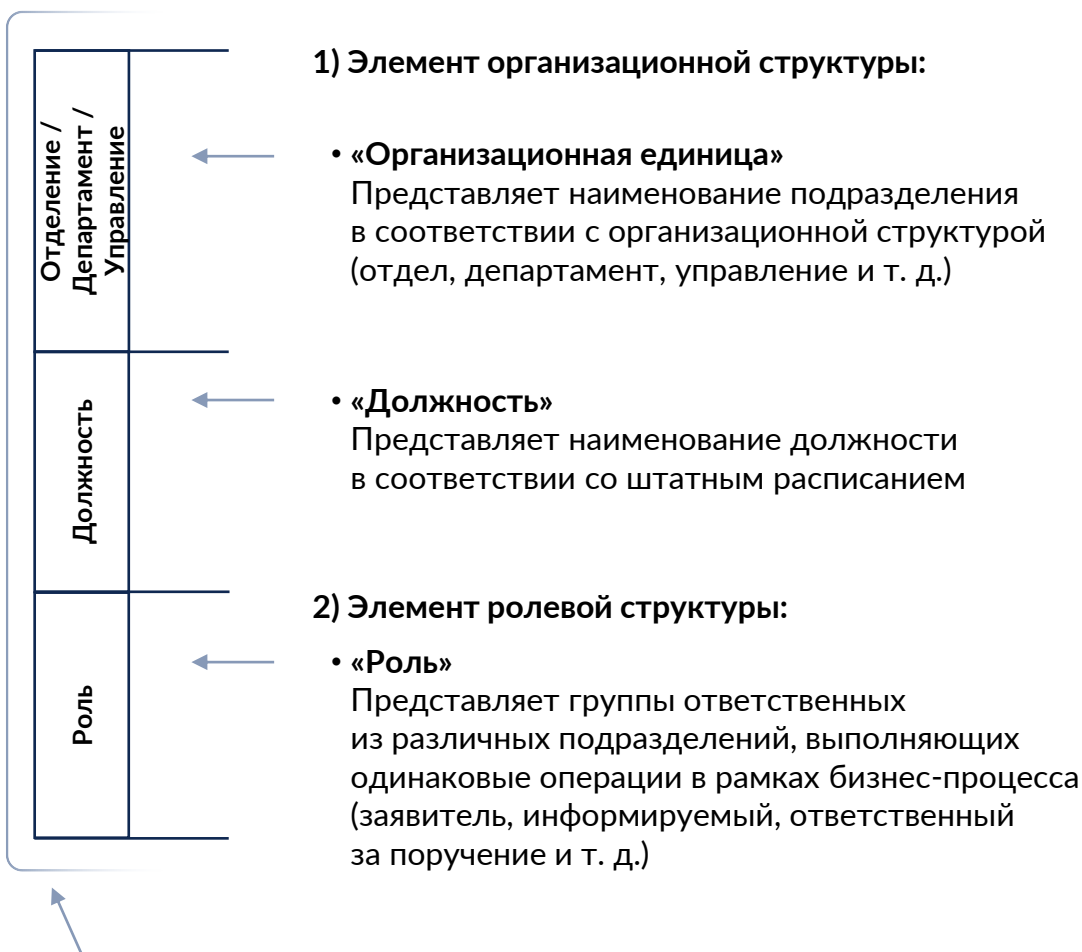 1) Элемент организационной структуры:
Отделение /
Департамент /
Управление
• «Организационная единица»
Представляет наименование подразделения
в соответствии с организационной структурой
(отдел, департамент, управление и т. д.)
Должность
• «Должность»
Представляет наименование должности
в соответствии со штатным расписанием
2) Элемент ролевой структуры:
Роль
• «Роль»
Представляет группы ответственных
из различных подразделений, выполняющих
одинаковые операции в рамках бизнес-процесса
(заявитель, информируемый, ответственный
за поручение и т. д.)